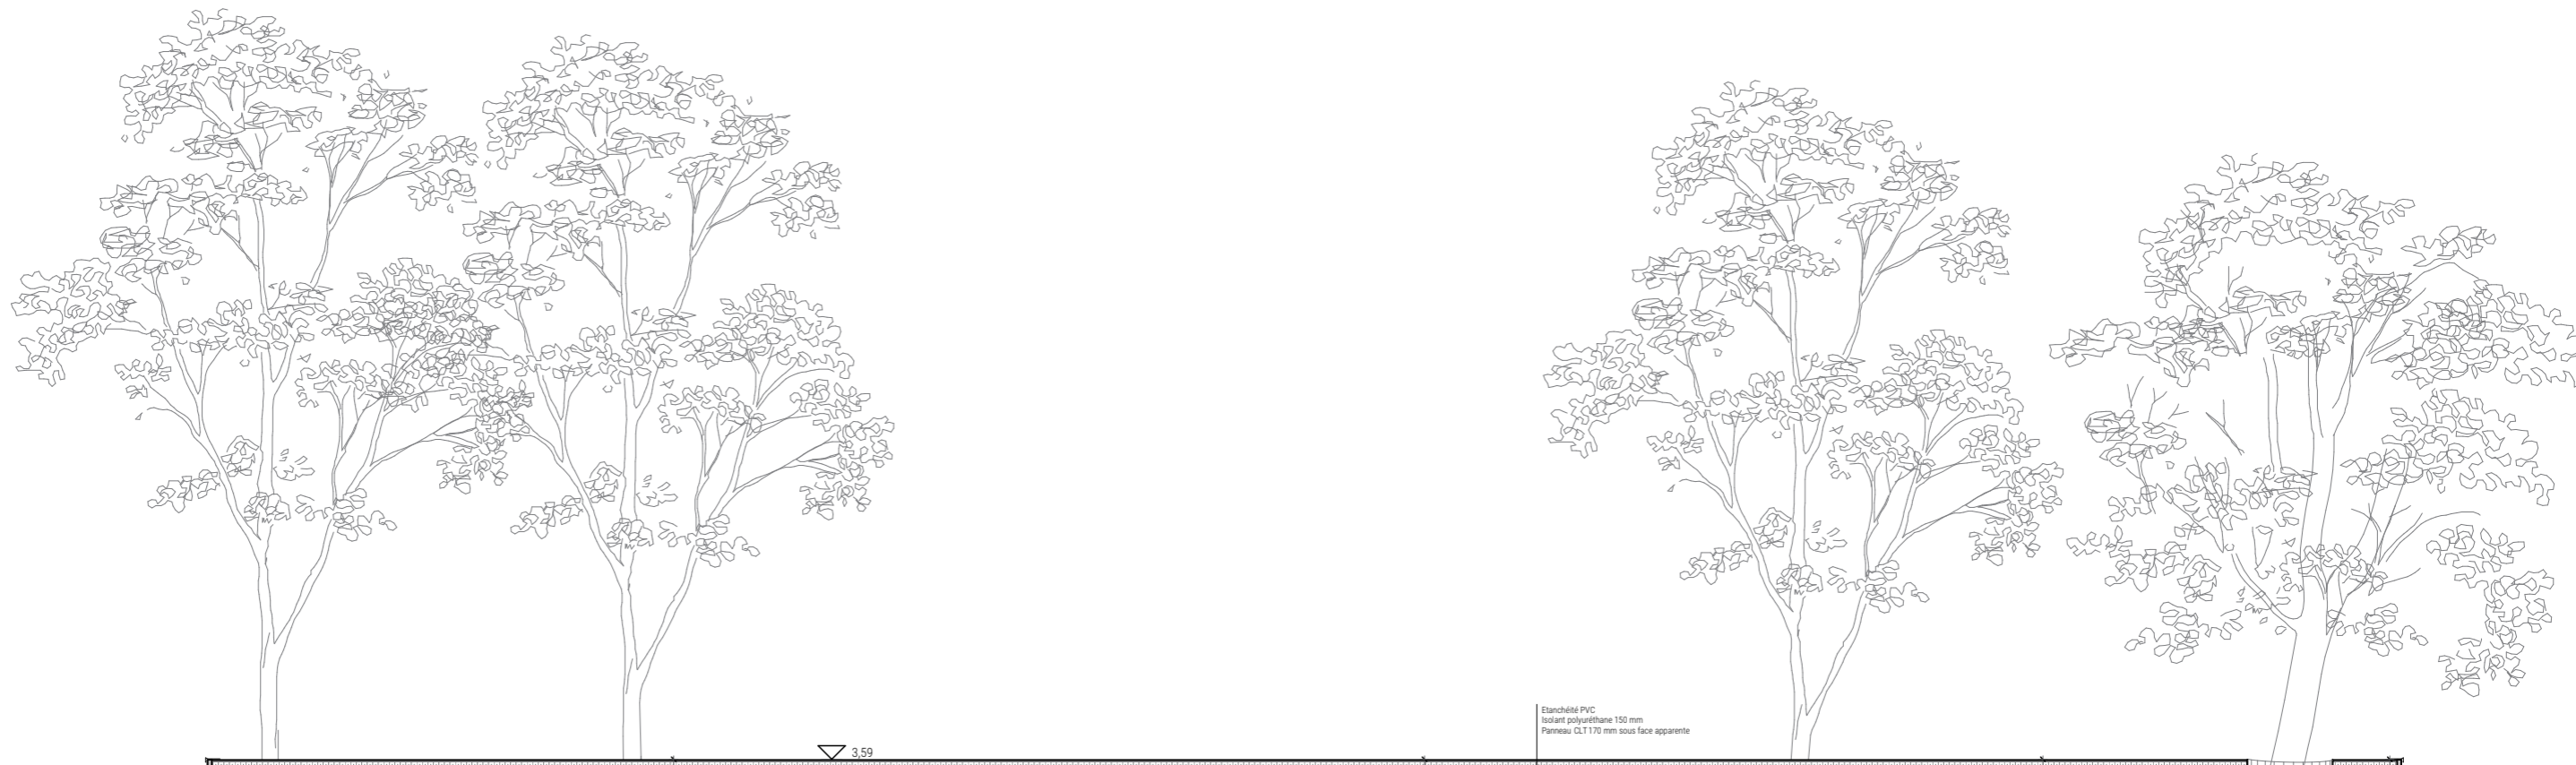 Etanchéité PVC
Isolant polyuréthane 150 mm
Panneau CLT 170 mm sous face apparente
3,59